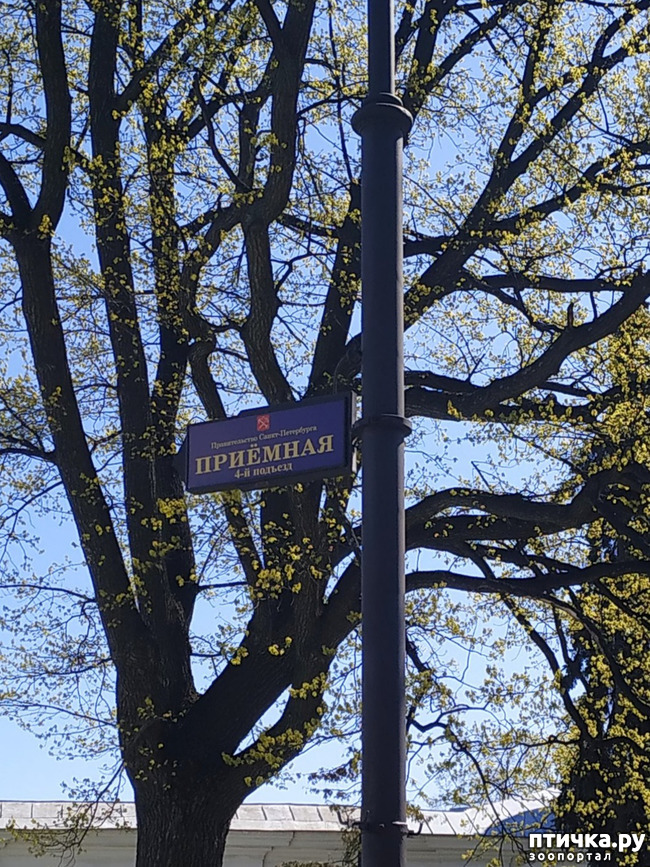 Правительство Санкт-Петербурга
ПРИЁМНАЯ
4-й подъезд
птичка.ру
зоопортал